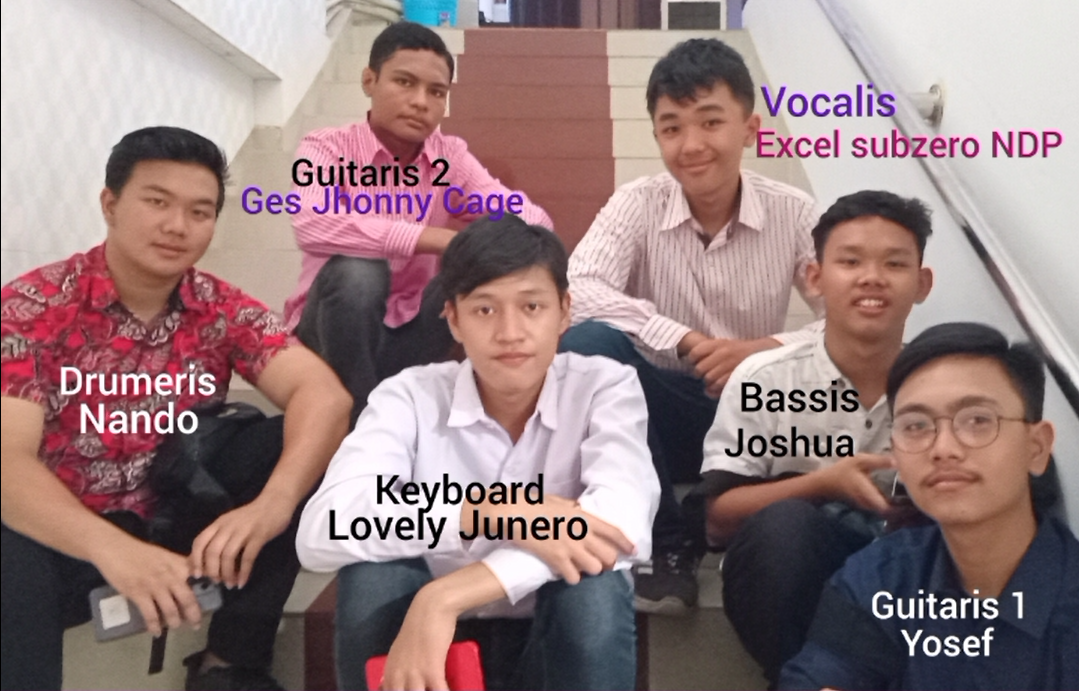 Vocalis
Excel subzero NDP
Guitaris 2
Ges Jhonny Cage
Drumeris
Nando
Bassis
Joshua
Keyboard
Lovely Junero
Guitaris 1
Yosef